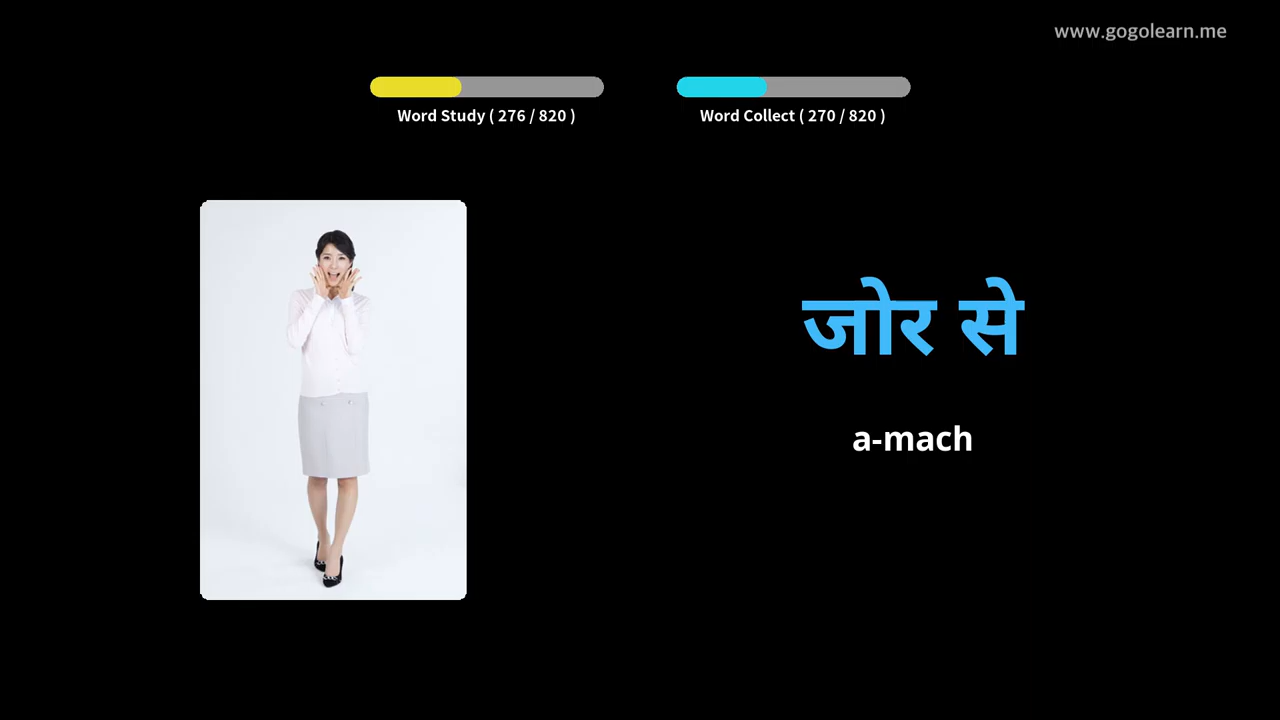 www.gogolearn.me
Word Study ( 276 / 820 )
Word Collect ( 270 / 820 )
जोर से
a-mach